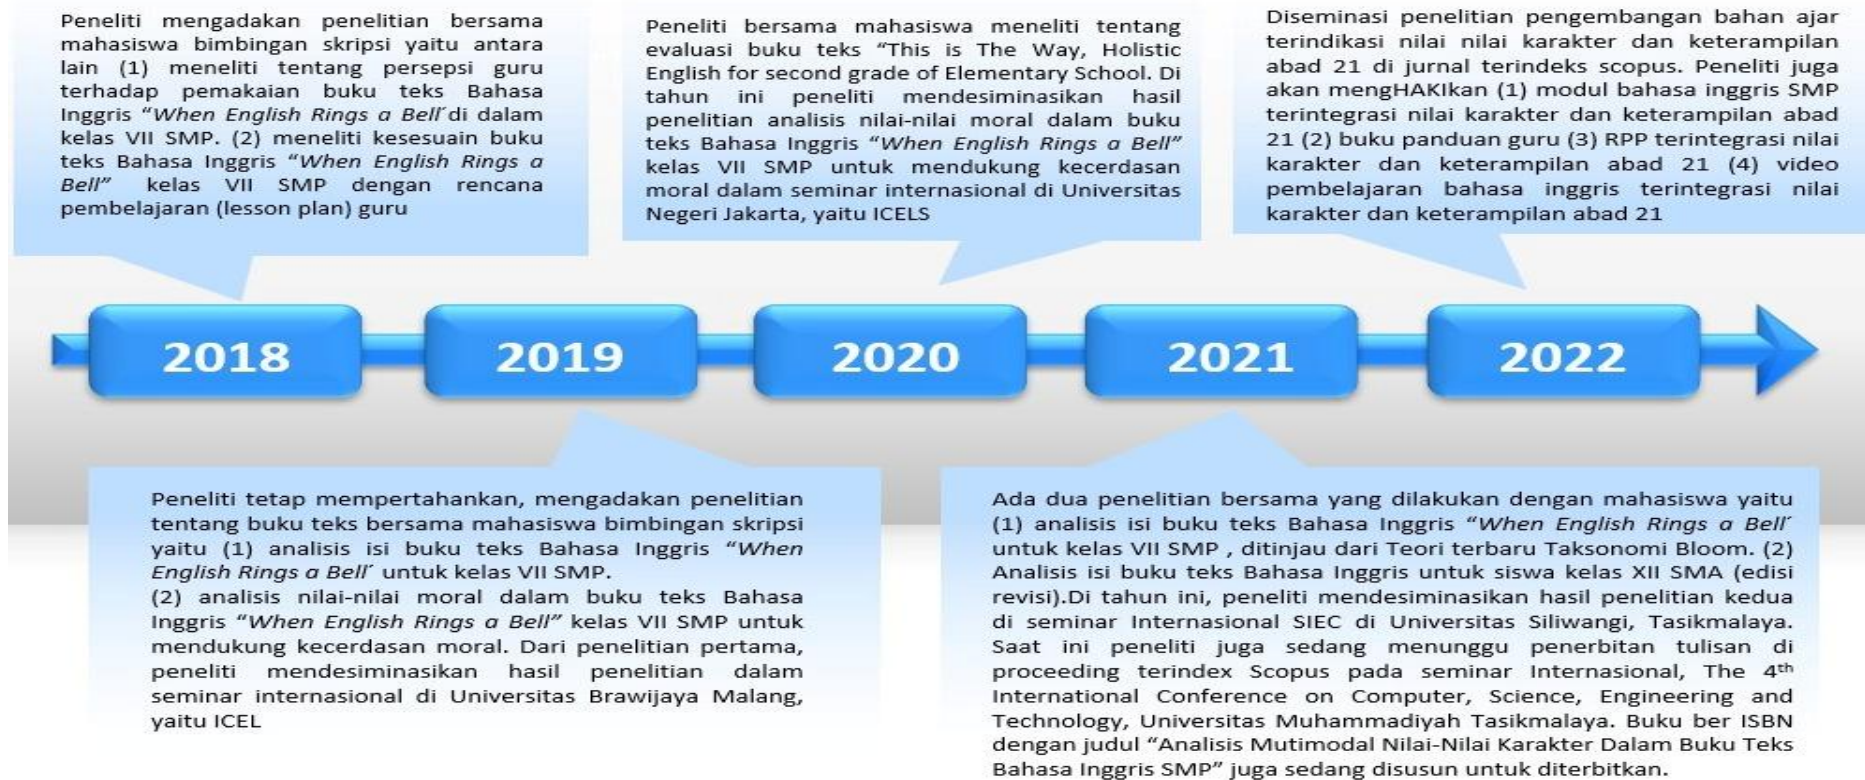 Peneliti mengadakan penelitian bersama
mahasiswa bimbingan skripsi yaitu antara
lain (1) meneliti tentang persepsi guru
terhadap pemakaian buku teks Bahasa
Inggris “When English Rings a Bell´di dalam
kelas VII SMP. (2) meneliti kesesuain buku
teks Bahasa Inggris “When English Rings a
Bell” kelas VII SMP dengan rencana
pembelajaran (lesson plan) guru
Peneliti bersama mahasiswa meneliti tentang
evaluasi buku teks “This is The Way, Holistic
English for second grade of Elementary School. Di
tahun ini peneliti mendesiminasikan hasil
penelitian analisis nilai-nilai moral dalam buku
teks Bahasa Inggris “When English Rings a Bell”
kelas VII SMP untuk mendukung kecerdasan
moral dalam seminar internasional di Universitas
Negeri Jakarta, yaitu ICELS
Diseminasi penelitian pengembangan bahan ajar
terindikasi nilai nilai karakter dan keterampilan
abad 21 di jurnal terindeks scopus. Peneliti juga
akan mengHAKIkan (1) modul bahasa inggris SMP
terintegrasi nilai karakter dan keterampilan abad
21 (2) buku panduan guru (3) RPP terintegrasi nilai
karakter dan keterampilan abad 21 (4) video
pembelajaran bahasa inggris terintegrasi nilai
karakter dan keterampilan abad 21
2018
2019
2020
2021
2022
Peneliti tetap mempertahankan, mengadakan penelitian
tentang buku teks bersama mahasiswa bimbingan skripsi
yaitu (1) analisis isi buku teks Bahasa Inggris “When
English Rings a Bell´ untuk kelas VII SMP.
(2) analisis nilai-nilai moral dalam buku teks Bahasa
Inggris “When English Rings a Bell” kelas VII SMP untuk
mendukung kecerdasan moral. Dari penelitian pertama,
peneliti mendesiminasikan hasil penelitian dalam
seminar internasional di Universitas Brawijaya Malang,
yaitu ICEL
Ada dua penelitian bersama yang dilakukan dengan mahasiswa yaitu
(1) analisis isi buku teks Bahasa Inggris “When English Rings a Bell´
untuk kelas VII SMP , ditinjau dari Teori terbaru Taksonomi Bloom. (2)
Analisis isi buku teks Bahasa Inggris untuk siswa kelas XII SMA (edisi
revisi).Di tahun ini, peneliti mendesiminasikan hasil penelitian kedua
di seminar Internasional SIEC di Universitas Siliwangi, Tasikmalaya.
Saat ini peneliti juga sedang menunggu penerbitan tulisan di
proceeding terindex Scopus pada seminar Internasional, The 4th
International Conference on Computer, Science, Engineering and
Technology, Universitas Muhammadiyah Tasikmalaya. Buku ber ISBN
dengan judul “Analisis Mutimodal Nilai-Nilai Karakter Dalam Buku Teks
Bahasa Inggris SMP” juga sedang disusun untuk diterbitkan.